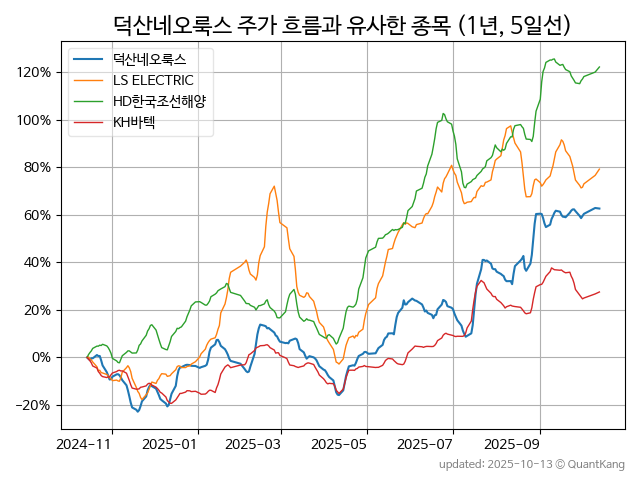 덕산네오룩스 주가 흐름과 유사한 종목 (1년, 5일선)
덕산네오룩스
LS ELECTRIC
HD한국조선해양
KH바텍
120%
100%
80%
60%
40%
20%
0%
−20%
2024-11 2025-01 2025-03 2025-05 2025-07 2025-09
updated: 2025-10-13 ⓒ QuantKang